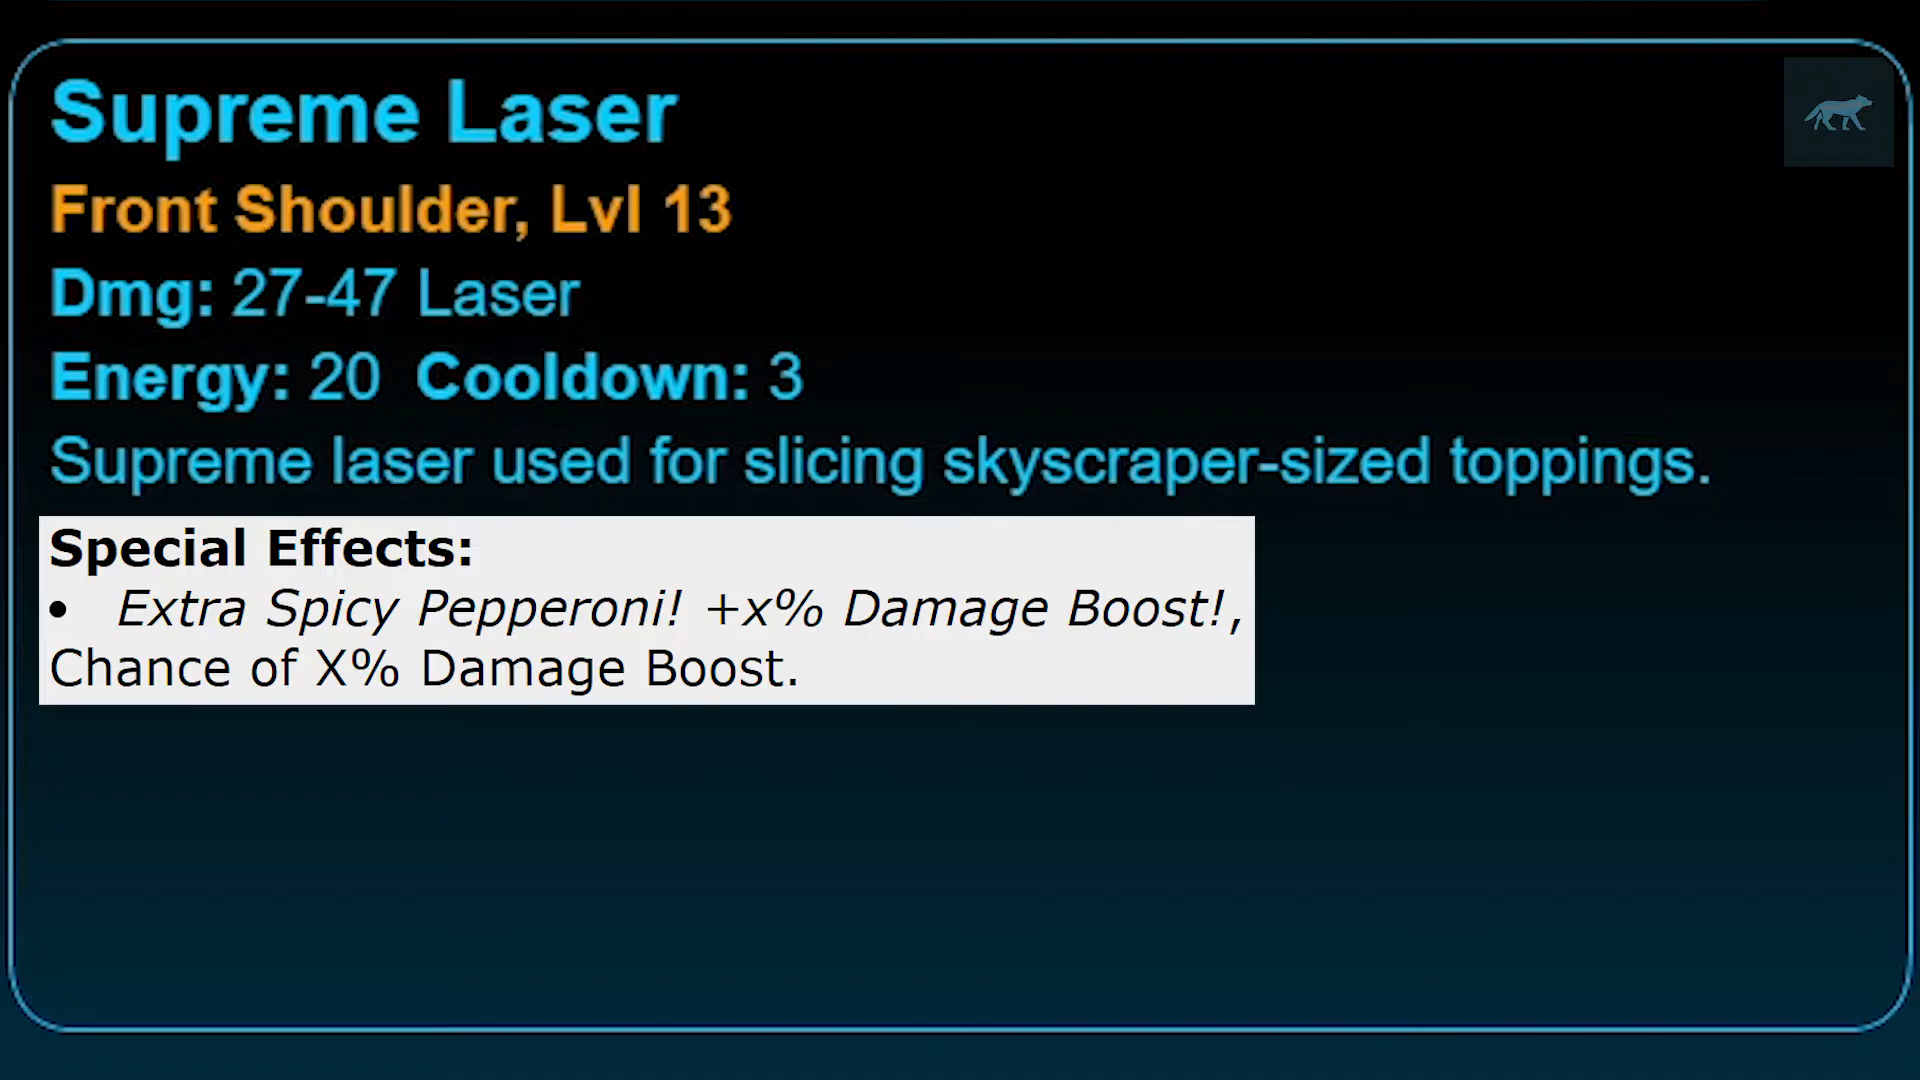 Supreme Laser
Front Shoulder, Lvl 13
Dmg: 27-47 Laser
Energy: 20 Cooldown: 3
Supreme laser used for slicing skyscraper-sized toppings.
Special Effects:
• Extra Spicy Pepperoni! +x% Damage Boost!,
Chance of X% Damage Boost.